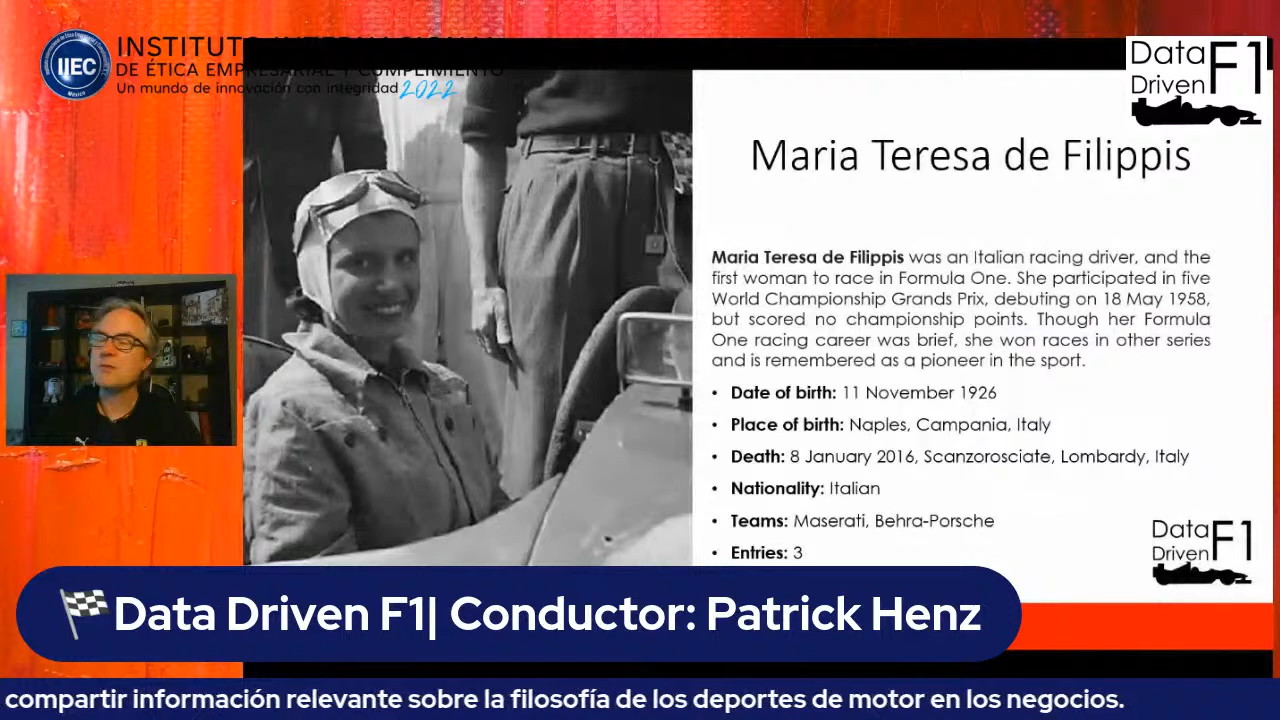 INSTITUTO INTERNACIONAL
DE ÉTICA EMPRESARIAL Y CUMPLIMIENTO
Un mundo de innovación con integridad 2022
IIEC
México
Data
Driven F1
Maria Teresa de Filippis
Maria Teresa de Filippis was an Italian racing driver, and the
first woman to race in Formula One. She participated in five
World Championship Grands Prix, debuting on 18 May 1958,
but scored no championship points. Though her Formula
One racing career was brief, she won races in other series
and is remembered as a pioneer in the sport.
• Date of birth: 11 November 1926
• Place of birth: Naples, Campania, Italy
• Death: 8 January 2016, Scanzorosciate, Lombardy, Italy
• Nationality: Italian
• Teams: Maserati, Behra-Porsche
• Entries: 3
Data
Driven F1
Data Driven F1| Conductor: Patrick Henz
compartir información relevante sobre la filosofía de los deportes de motor en los negocios.